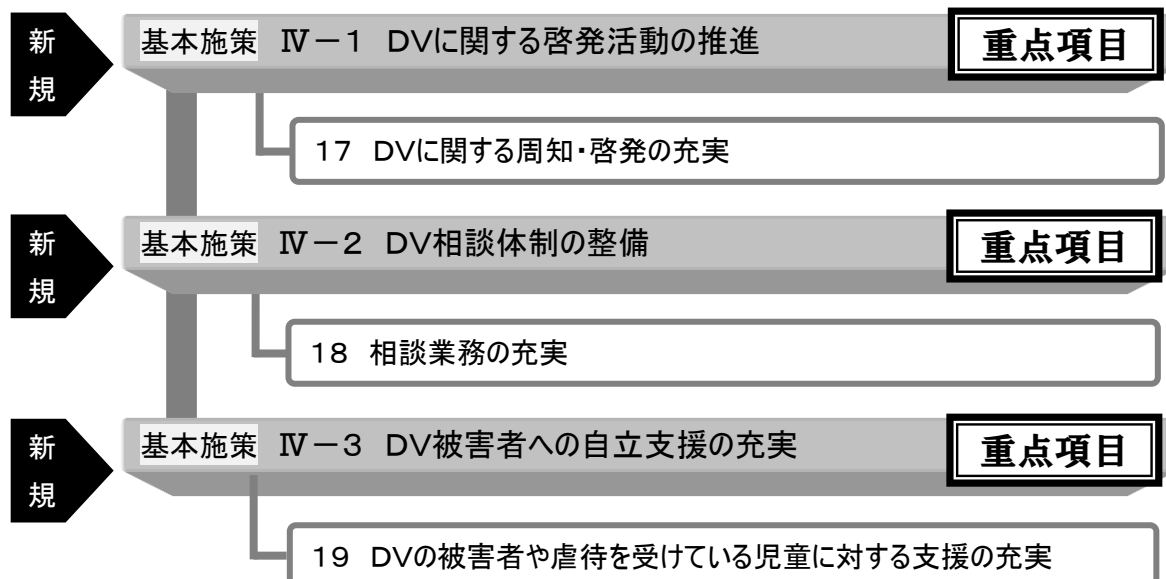 新規
基本施策 Ⅳ－１ ＤＶに関する啓発活動の推進
重点項目
１７ ＤＶに関する周知・啓発の充実
新規
基本施策 Ⅳ－２ ＤＶ相談体制の整備
重点項目
１８ 相談業務の充実
新規
基本施策 Ⅳ－３ ＤＶ被害者への自立支援の充実
重点項目
１９ ＤＶの被害者や虐待を受けている児童に対する支援の充実